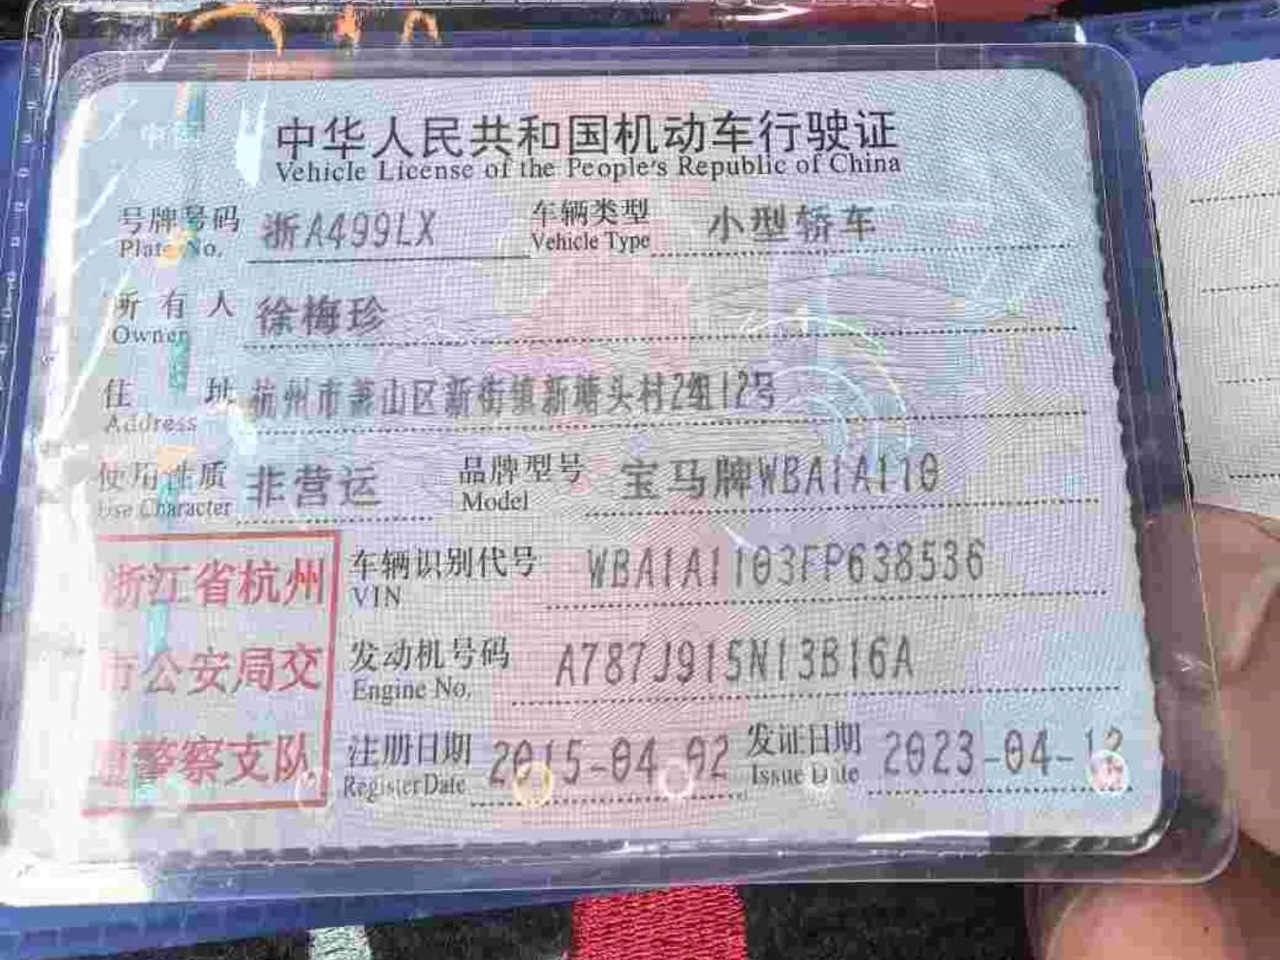 中华人民共和国机动车行驶证
Vehicle License of the People's Republic of China
号牌号码 浙A499LX 车辆类型 小型轿车
Plate No. Vehicle Type
所有人 徐梅珍
Owner
住址 杭州市萧山区新街镇新塘头村2组12号
Address
使用性质 非营运 品牌型号 宝马牌WBA1A110
Use Character Model
浙江省杭州 车辆识别代号 WBA1A1103FP638536
VIN
市公安局交 发动机号码 A787J915N13B16A
Engine No.
警察支队 注册日期 2015-04-02 发证日期 2023-04-
Register Date Issue Date